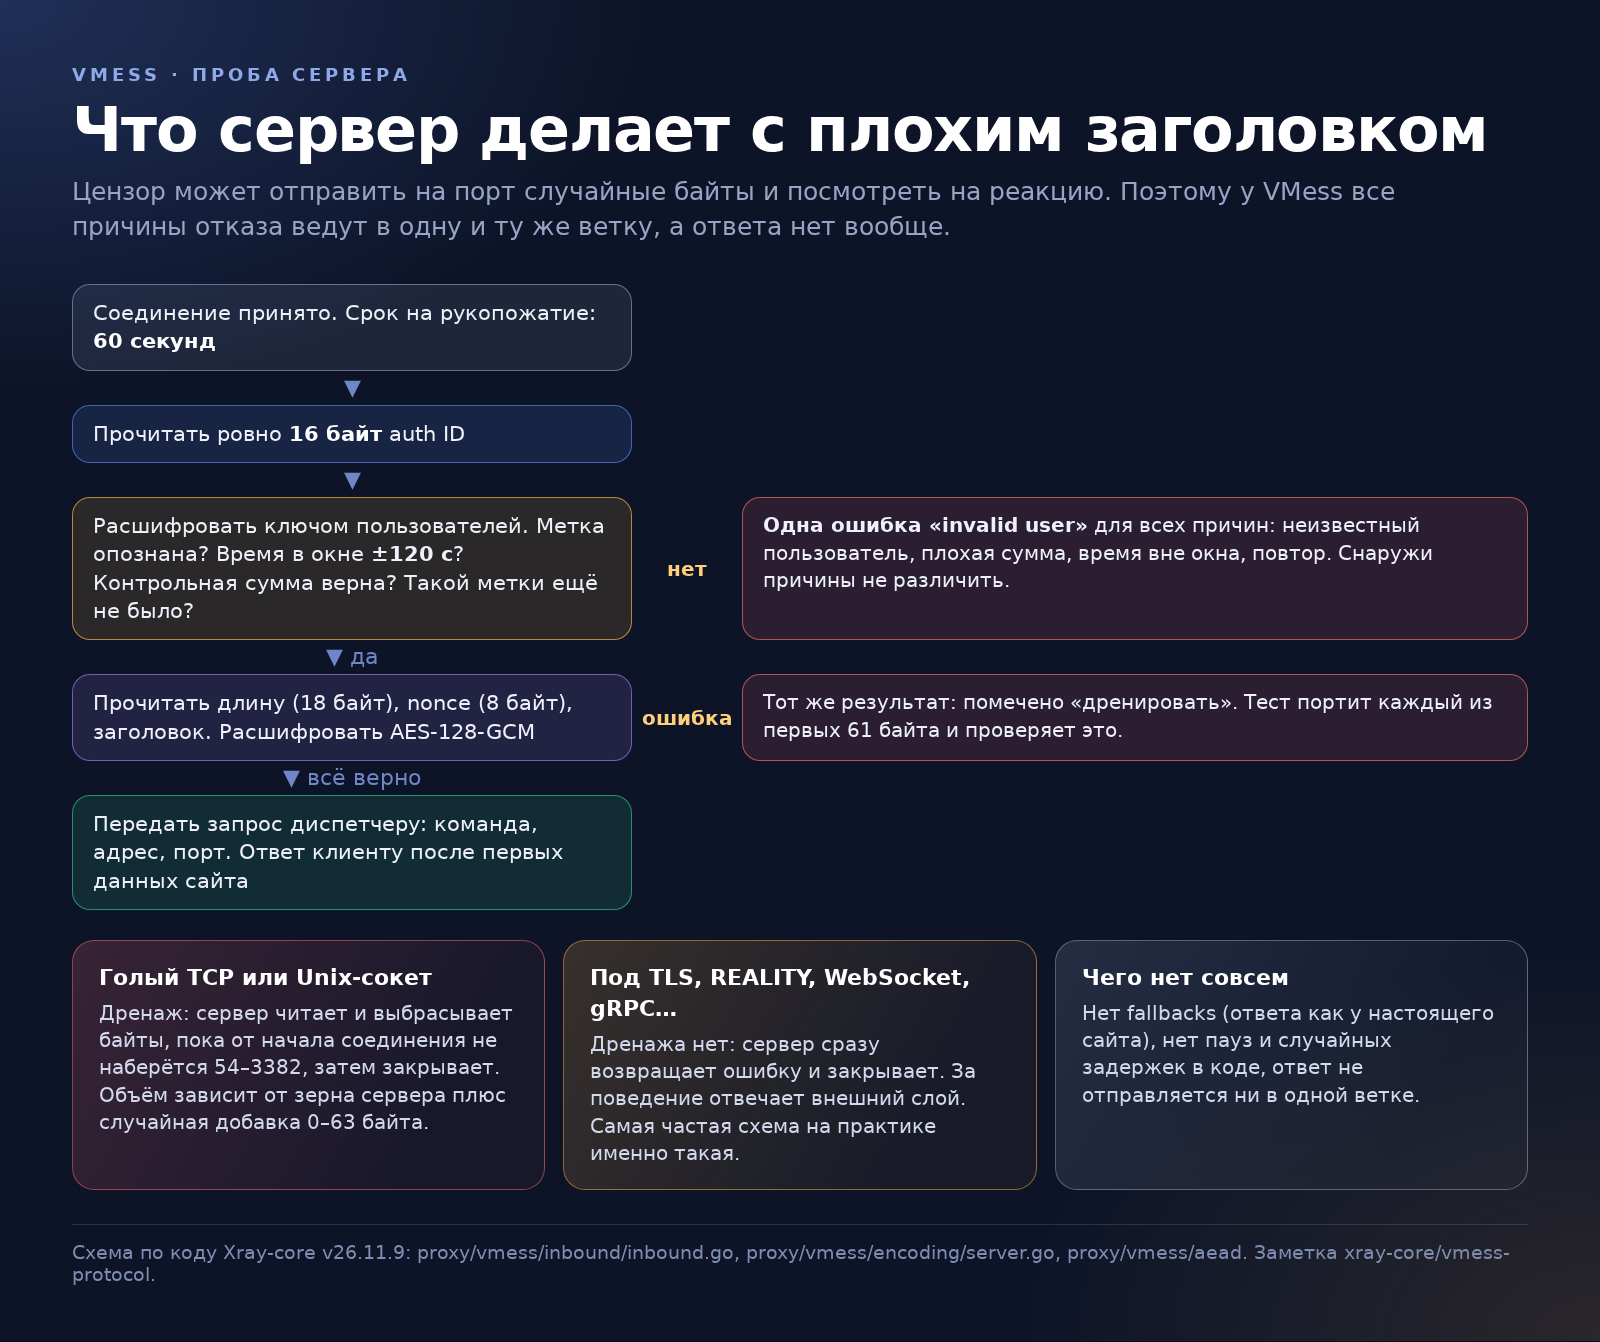 VMESS · ПРОБА СЕРВЕРА
Что сервер делает с плохим заголовком
Цензор может отправить на порт случайные байты и посмотреть на реакцию. Поэтому у VMess все
причины отказа ведут в одну и ту же ветку, а ответа нет вообще.
Соединение принято. Срок на рукопожатие:
60 секунд
▼
Прочитать ровно 16 байт auth ID
▼
Расшифровать ключом пользователей. Метка
опознана? Время в окне ±120 с?
Контрольная сумма верна? Такой метки ещё
не было?
нет
Одна ошибка «invalid user» для всех причин: неизвестный
пользователь, плохая сумма, время вне окна, повтор. Снаружи
причины не различить.
▼ да
Прочитать длину (18 байт), nonce (8 байт),
заголовок. Расшифровать AES-128-GCM
ошибка
Тот же результат: помечено «дренировать». Тест портит каждый из
первых 61 байта и проверяет это.
▼ всё верно
Передать запрос диспетчеру: команда,
адрес, порт. Ответ клиенту после первых
данных сайта
Голый TCP или Unix-сокет
Дренаж: сервер читает и выбрасывает
байты, пока от начала соединения не
наберётся 54–3382, затем закрывает.
Объём зависит от зерна сервера плюс
случайная добавка 0–63 байта.
Под TLS, REALITY, WebSocket,
gRPC…
Дренажа нет: сервер сразу
возвращает ошибку и закрывает. За
поведение отвечает внешний слой.
Самая частая схема на практике
именно такая.
Чего нет совсем
Нет fallbacks (ответа как у настоящего
сайта), нет пауз и случайных
задержек в коде, ответ не
отправляется ни в одной ветке.
Схема по коду Xray-core v26.11.9: proxy/vmess/inbound/inbound.go, proxy/vmess/encoding/server.go, proxy/vmess/aead. Заметка xray-core/vmess-
protocol.